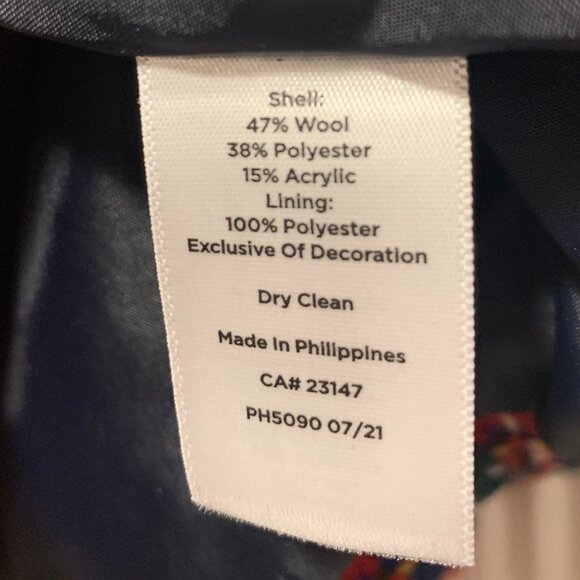 Shell:
47% Wool
38% Polyester
15% Acrylic
Lining:
100% Polyester
Exclusive Of Decoration
Dry Clean
Made In Philippines
CA# 23147
PH5090 07/21